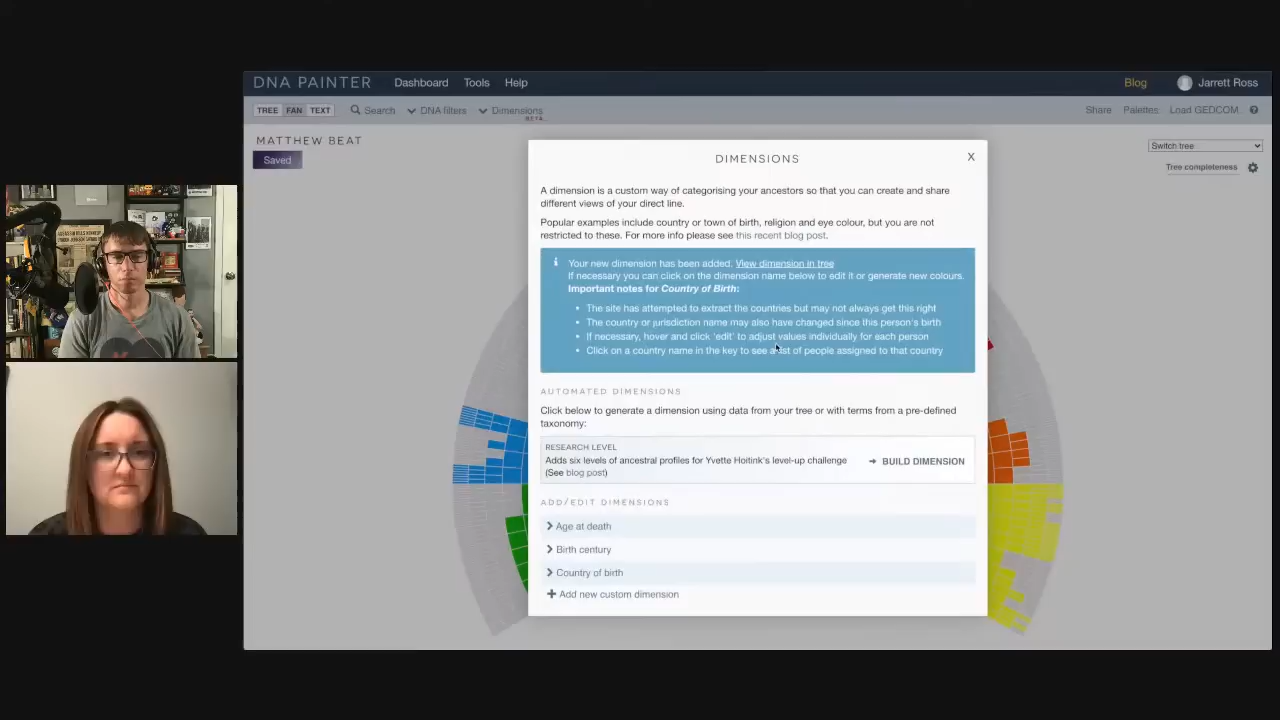 DNA PAINTER Dashboard Tools Help Blog Jarrett Ross
TREE FAN TEXT Search DNA filters Dimensions BETA Share Palettes Load GEDCOM
MATTHEW BEAT
Saved
Switch tree
Tree completeness
DIMENSIONS X
A dimension is a custom way of categorising your ancestors so that you can create and share
different views of your direct line.
Popular examples include country or town of birth, religion and eye colour, but you are not
restricted to these. For more info please see this recent blog post.
Your new dimension has been added. View dimension in tree
If necessary you can click on the dimension name below to edit it or generate new colours.
Important notes for Country of Birth:
• The site has attempted to extract the countries but may not always get this right
• The country or jurisdiction name may also have changed since this person's birth
• If necessary, hover and click 'edit' to adjust values individually for each person
• Click on a country name in the key to see a list of people assigned to that country
AUTOMATED DIMENSIONS
Click below to generate a dimension using data from your tree or with terms from a pre-defined
taxonomy:
RESEARCH LEVEL
Adds six levels of ancestral profiles for Yvette Hoitink's level-up challenge
(See blog post)
BUILD DIMENSION
ADD/EDIT DIMENSIONS
Age at death
Birth century
Country of birth
Add new custom dimension